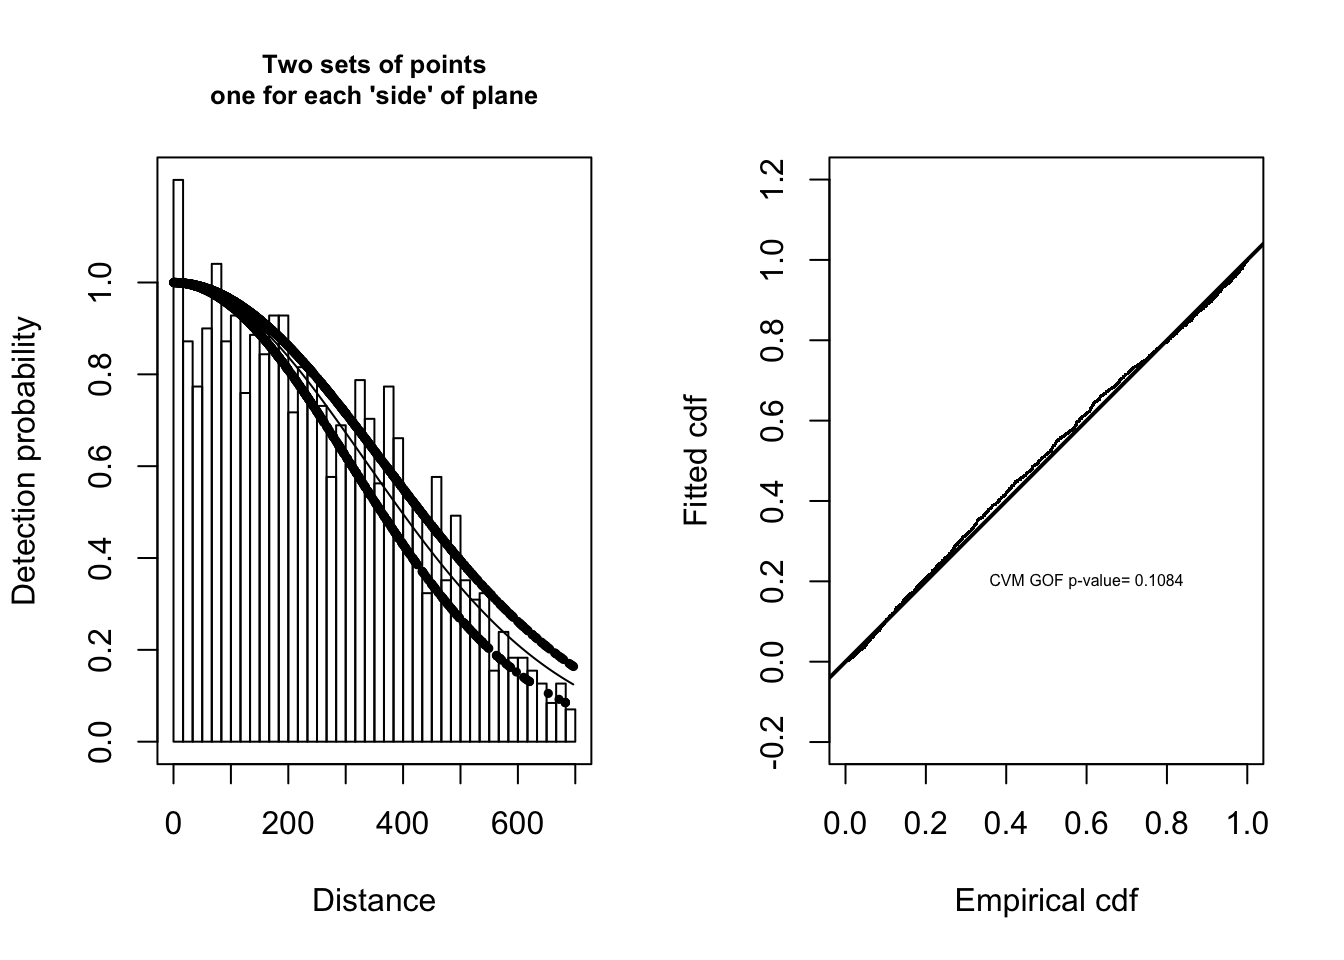 Two sets of points
one for each 'side' of plane
Detection probability
0.0 0.2 0.4 0.6 0.8 1.0
0 200 400 600
Distance
Fitted cdf
-0.2 0.0 0.2 0.4 0.6 0.8 1.0 1.2
CVM GOF p-value= 0.1084
0.0 0.2 0.4 0.6 0.8 1.0
Empirical cdf